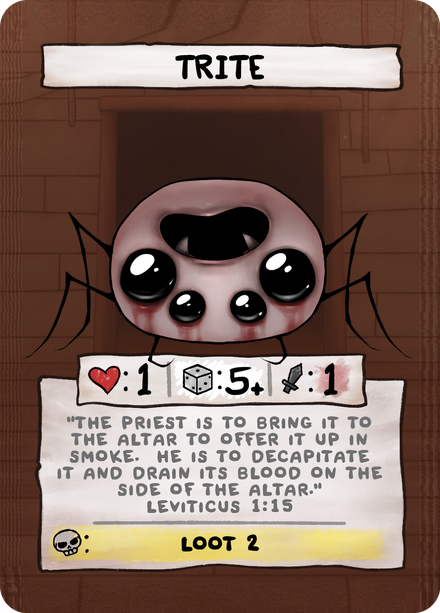 TRITE
:1 :5+ :1
"THE PRIEST IS TO BRING IT TO
THE ALTAR TO OFFER IT UP IN
SMOKE. HE IS TO DECAPITATE
IT AND DRAIN ITS BLOOD ON THE
SIDE OF THE ALTAR."
LEVITICUS 1:15
: LOOT 2